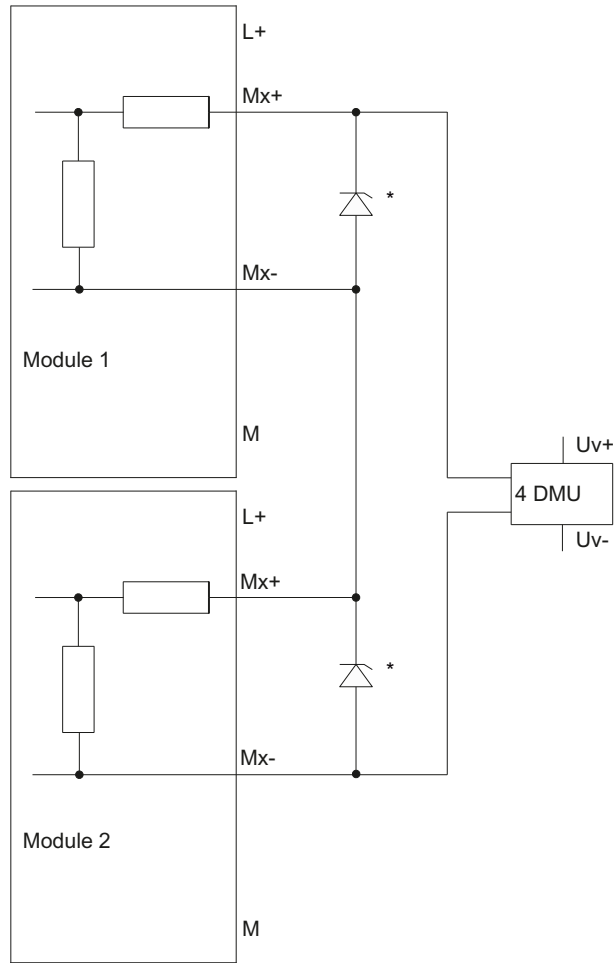 L+
Mx+
*
Mx-
Module 1
M
Uv+
4 DMU
Uv-
L+
Mx+
*
Mx-
Module 2
M